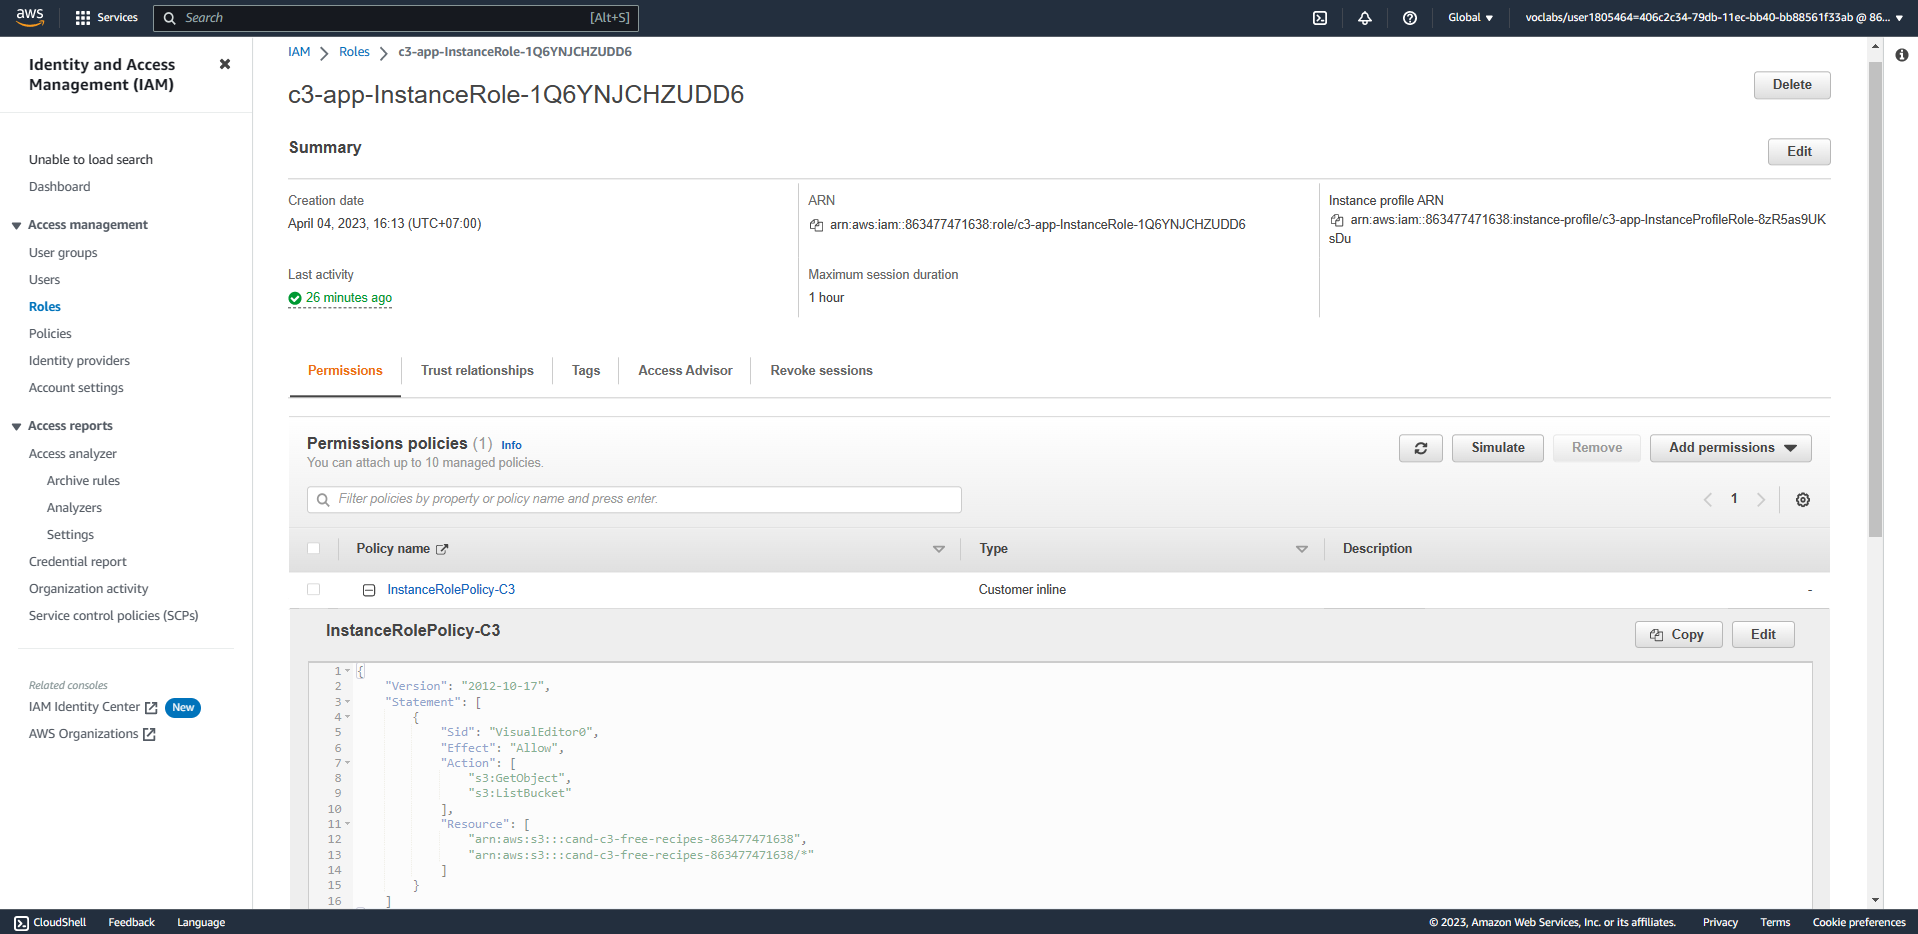 aws
Services
Search
[Alt+S]
Global
voclabs/user1805464=406c2c34-79db-11ec-bb40-bb88561f33ab @ 86...
Identity and Access
Management (IAM)
Unable to load search
Dashboard
Access management
User groups
Users
Roles
Policies
Identity providers
Account settings
Access reports
Access analyzer
Archive rules
Analyzers
Settings
Credential report
Organization activity
Service control policies (SCPs)
Related consoles
IAM Identity Center New
AWS Organizations
IAM > Roles > c3-app-InstanceRole-1Q6YNJCHZUDD6
c3-app-InstanceRole-1Q6YNJCHZUDD6
Delete
Summary
Edit
Creation date
April 04, 2023, 16:13 (UTC+07:00)
Last activity
26 minutes ago
ARN
arn:aws:iam::863477471638:role/c3-app-InstanceRole-1Q6YNJCHZUDD6
Maximum session duration
1 hour
Instance profile ARN
arn:aws:iam::863477471638:instance-profile/c3-app-InstanceProfileRole-8zR5as9UK
sDu
Permissions
Trust relationships
Tags
Access Advisor
Revoke sessions
Permissions policies (1) Info
You can attach up to 10 managed policies.
Simulate
Remove
Add permissions
Filter policies by property or policy name and press enter.
1
Policy name
Type
Description
InstanceRolePolicy-C3
Customer inline
-
InstanceRolePolicy-C3
Copy
Edit
1 {
2 "Version": "2012-10-17",
3 "Statement": [
4 {
5 "Sid": "VisualEditor0",
6 "Effect": "Allow",
7 "Action": [
8 "s3:GetObject",
9 "s3:ListBucket"
10 ],
11 "Resource": [
12 "arn:aws:s3:::cand-c3-free-recipes-863477471638",
13 "arn:aws:s3:::cand-c3-free-recipes-863477471638/*"
14 ]
15 }
16 ]
CloudShell
Feedback
Language
© 2023, Amazon Web Services, Inc. or its affiliates.
Privacy
Terms
Cookie preferences